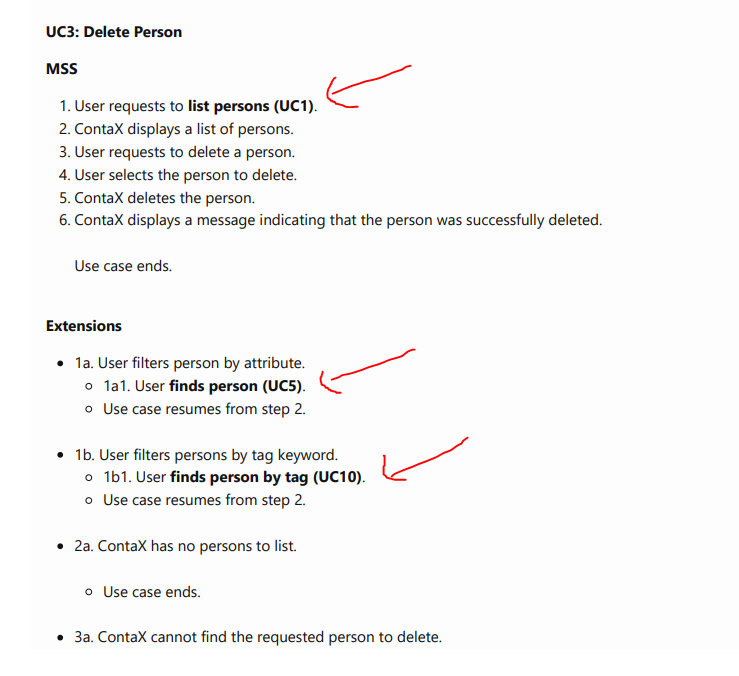 UC3: Delete Person
MSS
1. User requests to list persons (UC1).
2. ContaX displays a list of persons.
3. User requests to delete a person.
4. User selects the person to delete.
5. ContaX deletes the person.
6. ContaX displays a message indicating that the person was successfully deleted.
Use case ends.
Extensions
• 1a. User filters person by attribute.
○ 1a1. User finds person (UC5).
○ Use case resumes from step 2.
• 1b. User filters persons by tag keyword.
○ 1b1. User finds person by tag (UC10).
○ Use case resumes from step 2.
• 2a. ContaX has no persons to list.
○ Use case ends.
• 3a. ContaX cannot find the requested person to delete.